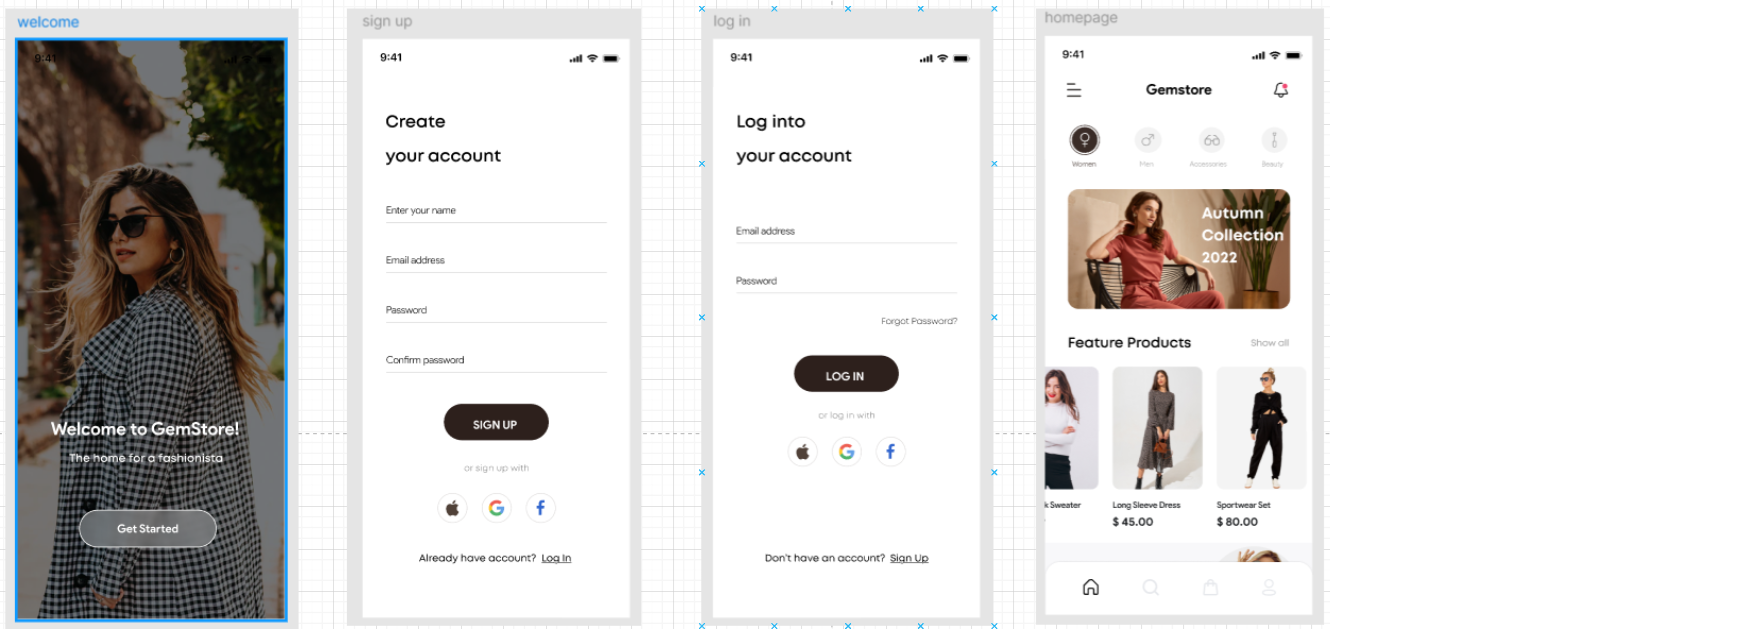 welcome
9:41
Welcome to GemStore!
The home for a fashionista
Get Started
sign up
9:41
Create
your account
Enter your name
Email address
Password
Confirm password
SIGN UP
or sign up with
Already have account? Log In
log in
9:41
Log into
your account
Email address
Password
Forgot Password?
LOG IN
or log in with
Don't have an account? Sign Up
homepage
9:41
Gemstore
Women
Men
Accessories
Beauty
Autumn
Collection
2022
Feature Products
Show all
k Sweater
Long Sleeve Dress
$ 45.00
Sportwear Set
$ 80.00